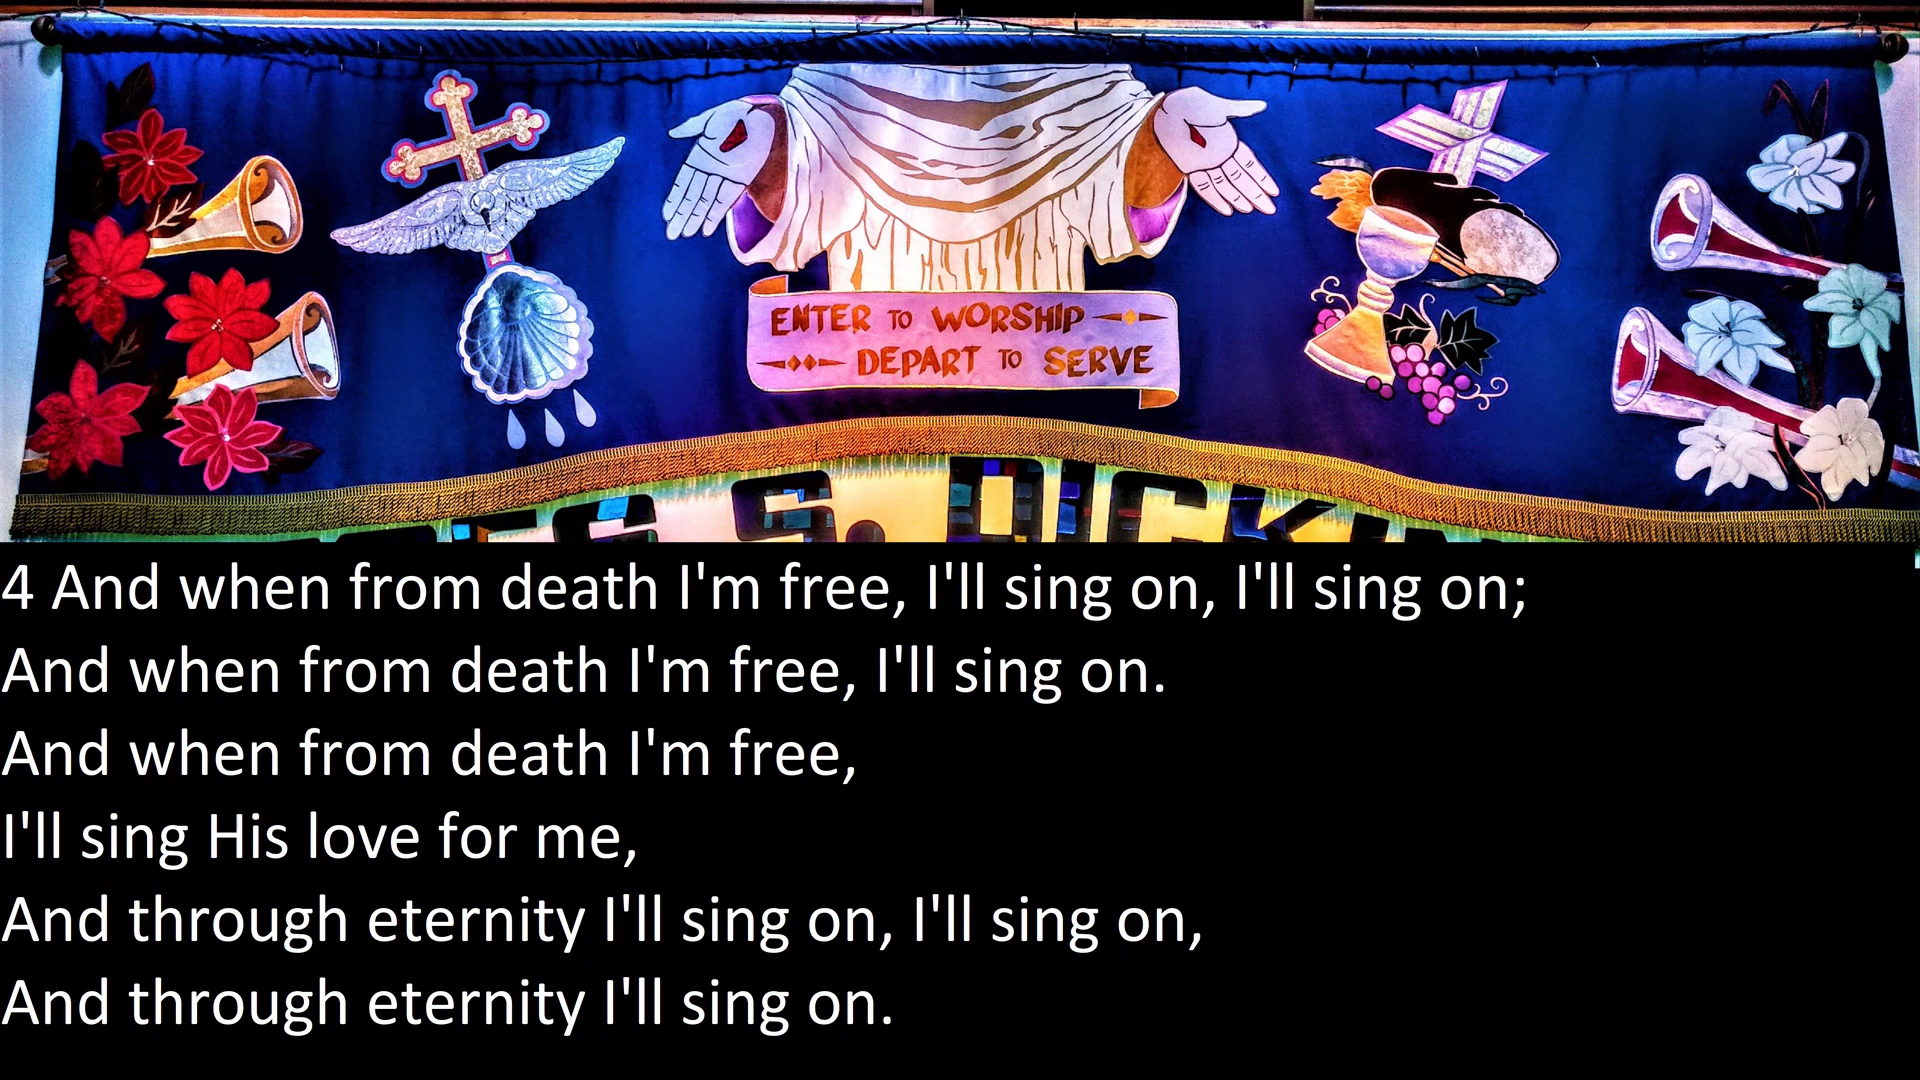 ENTER TO WORSHIP
DEPART TO SERVE
4 And when from death I'm free, I'll sing on, I'll sing on;
And when from death I'm free, I'll sing on.
And when from death I'm free,
I'll sing His love for me,
And through eternity I'll sing on, I'll sing on,
And through eternity I'll sing on.